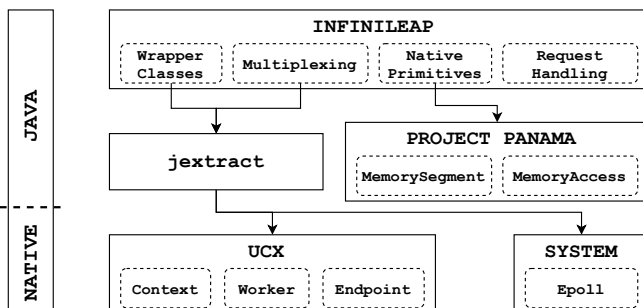 INFINILEAP
Wrapper
Classes
Multiplexing
Native
Primitives
Request
Handling
JAVA
jextract
PROJECT PANAMA
MemorySegment
MemoryAccess
NATIVE
UCX
Context
Worker
Endpoint
SYSTEM
Epoll